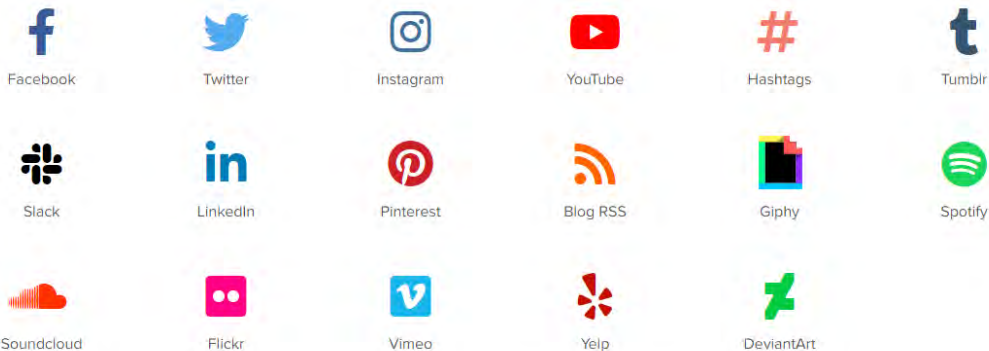 Facebook Twitter Instagram YouTube Hashtags Tumblr
Slack LinkedIn Pinterest Blog RSS Giphy Spotify
Soundcloud Flickr Vimeo Yelp DeviantArt